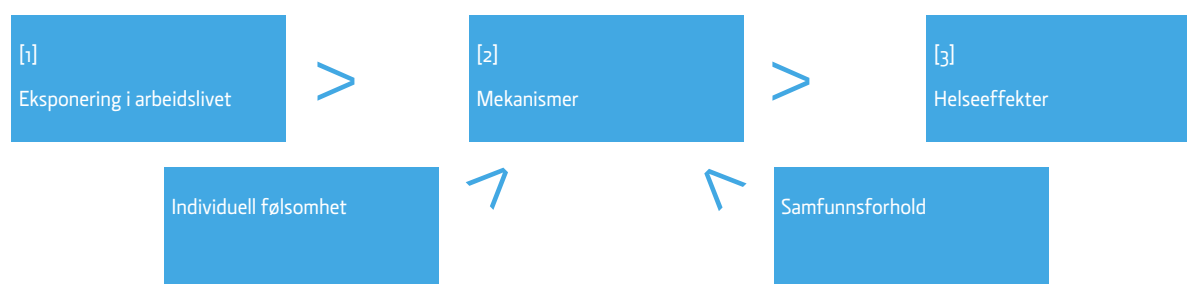 [1]
Eksponering i arbeidslivet
>
[2]
Mekanismer
>
[3]
Helseeffekter
Individuell følsomhet
>
>
Samfunnsforhold